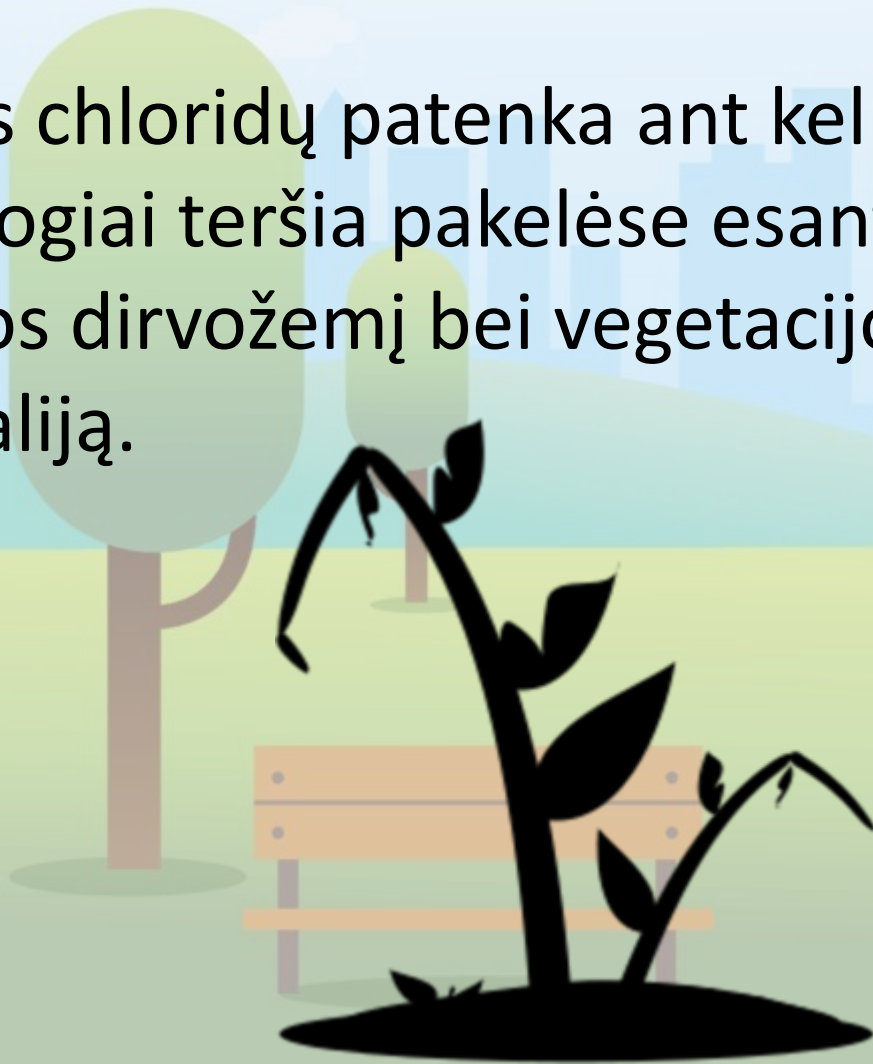 s chloridų patenka ant kel
ogiai teršia pakelėse esan
os dirvožemį bei vegetacijo
aliją.